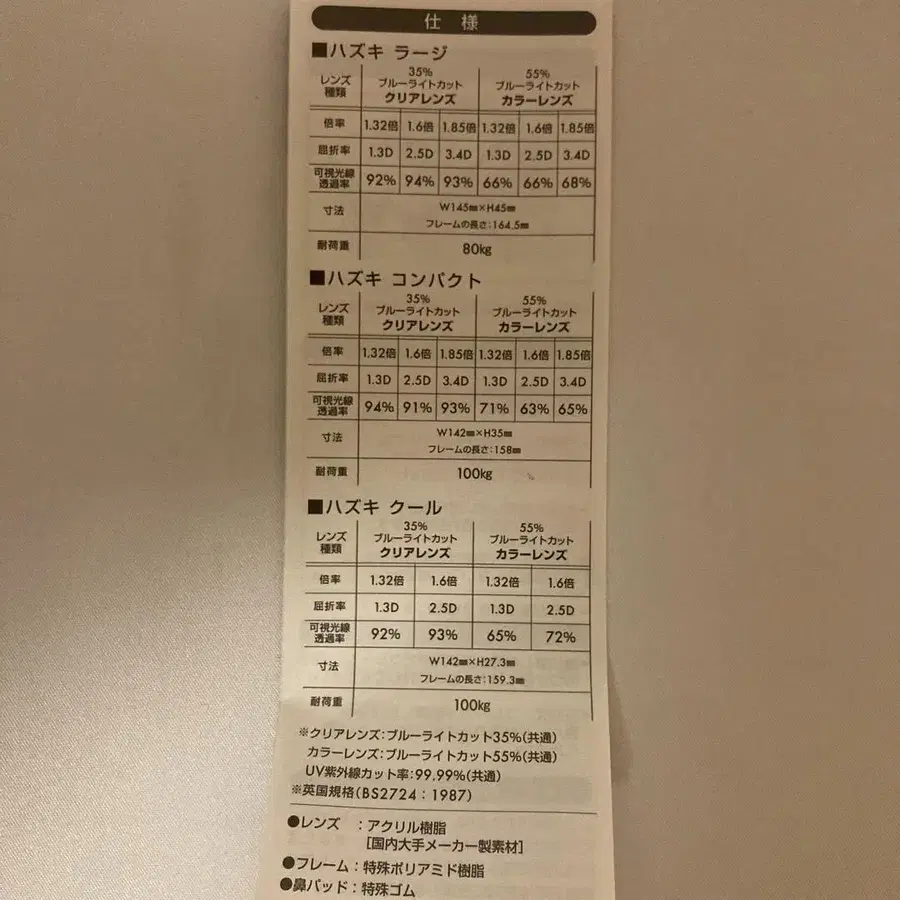 仕様
■ハズキ ラージ
レンズ種類 35%ブルーライトカットクリアレンズ 55%ブルーライトカットカラーレンズ
倍率 1.32倍 1.6倍 1.85倍 1.32倍 1.6倍 1.85倍
屈折率 1.3D 2.5D 3.4D 1.3D 2.5D 3.4D
可視光線透過率 92% 94% 93% 66% 66% 68%
寸法 W145㎜×H45㎜
フレームの長さ:164.5㎜
耐荷重 80kg
■ハズキ コンパクト
レンズ種類 35%ブルーライトカットクリアレンズ 55%ブルーライトカットカラーレンズ
倍率 1.32倍 1.6倍 1.85倍 1.32倍 1.6倍 1.85倍
屈折率 1.3D 2.5D 3.4D 1.3D 2.5D 3.4D
可視光線透過率 94% 91% 93% 71% 63% 65%
寸法 W142㎜×H35㎜
フレームの長さ:158㎜
耐荷重 100kg
■ハズキ クール
レンズ種類 35%ブルーライトカットクリアレンズ 55%ブルーライトカットカラーレンズ
倍率 1.32倍 1.6倍 1.32倍 1.6倍
屈折率 1.3D 2.5D 1.3D 2.5D
可視光線透過率 92% 93% 65% 72%
寸法 W142㎜×H27.3㎜
フレームの長さ:159.3㎜
耐荷重 100kg
※クリアレンズ:ブルーライトカット35%(共通)
カラーレンズ:ブルーライトカット55%(共通)
UV紫外線カット率:99.99%(共通)
※英国規格(BS2724:1987)
●レンズ :アクリル樹脂
[国内大手メーカー製素材]
●フレーム:特殊ポリアミド樹脂
●鼻パッド:特殊ゴム